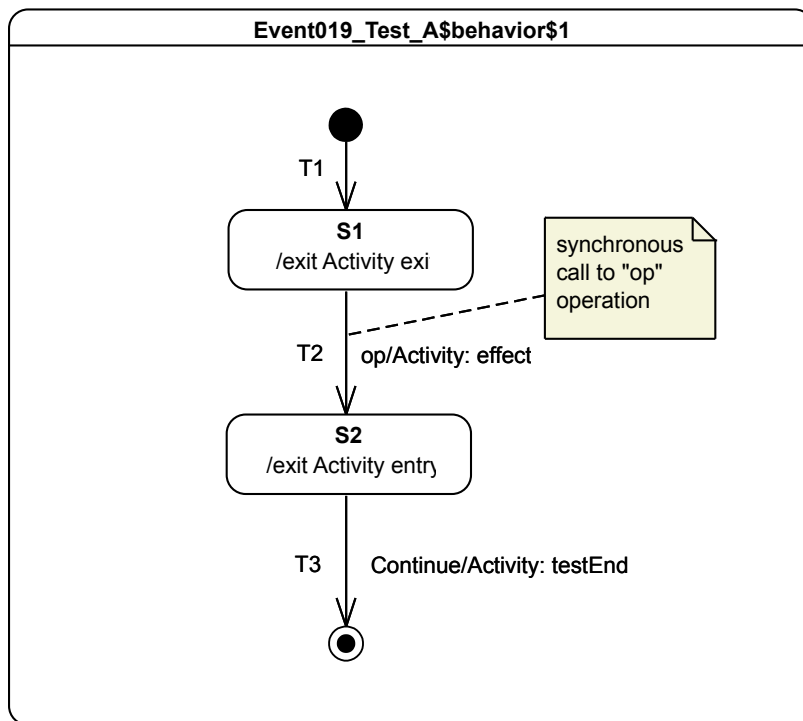 Event019_Test_A$behavior$1
T1
S1
/exit Activity exi
synchronous
call to "op"
operation
T2 op/Activity: effect
S2
/exit Activity entry
T3 Continue/Activity: testEnd